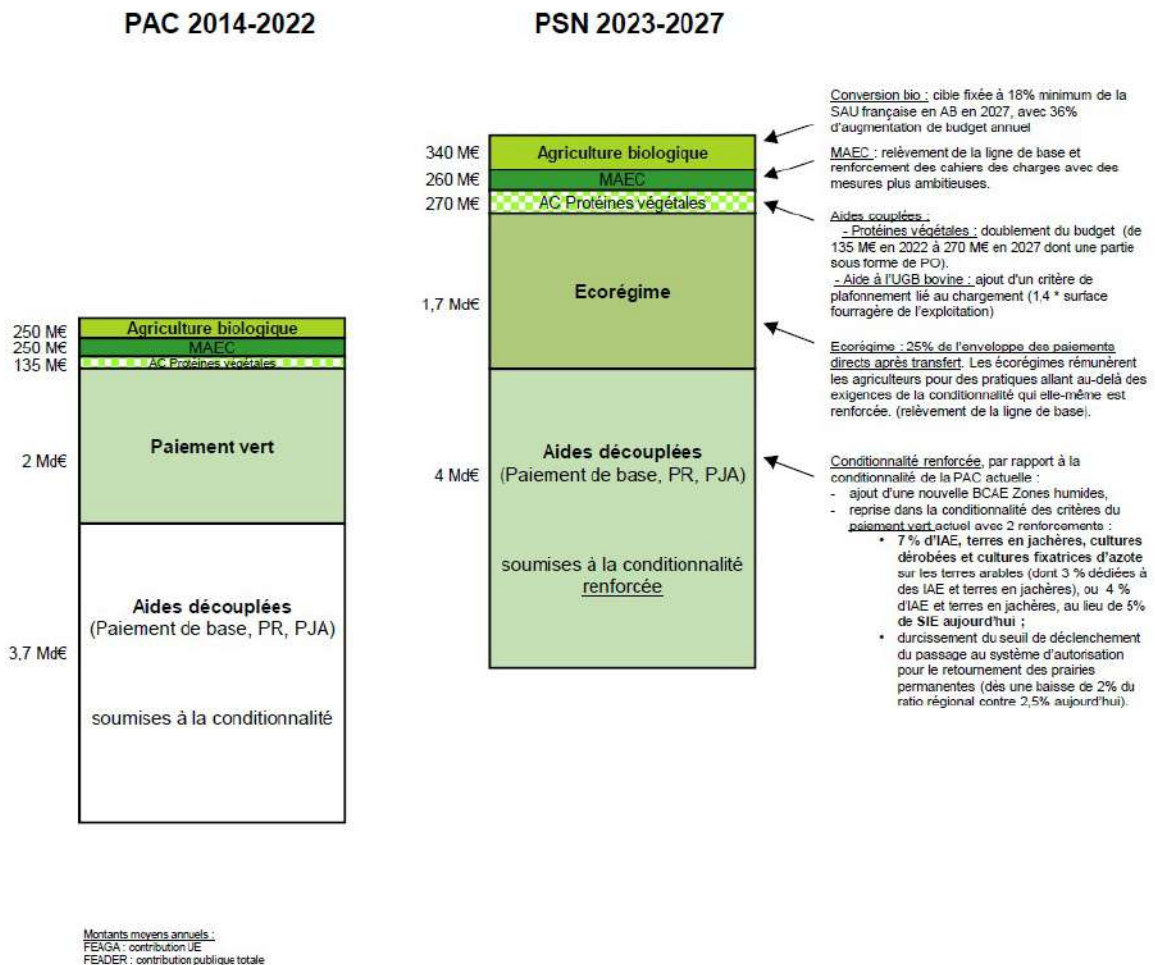 PAC 2014-2022
PSN 2023-2027
250 M€
250 M€
135 M€
2 Md€
3,7 Md€
Agriculture biologique
MAEC
AC Protéines végétales
Paiement vert
Aides découplées
(Paiement de base, PR, PJA)
soumises à la conditionnalité
340 M€
260 M€
270 M€
1,7 Md€
4 Md€
Agriculture biologique
MAEC
AC Protéines végétales
Ecorégime
Aides découplées
(Paiement de base, PR, PJA)
soumises à la conditionnalité
renforcée
Conversion bio : cible fixée à 18% minimum de la
SAU française en AB en 2027, avec 36%
d'augmentation de budget annuel
MAEC : relèvement de la ligne de base et
renforcement des cahiers des charges avec des
mesures plus ambitieuses.
Aides couplées :
- Protéines végétales : doublement du budget (de
135 M€ en 2022 à 270 M€ en 2027 dont une partie
sous forme de PO).
- Aide à l'UGB bovine : ajout d'un critère de
plafonnement lié au chargement (1,4 * surface
fourragère de l'exploitation)
Ecorégime : 25% de l'enveloppe des paiements
directs après transfert. Les écorégimes rémunèrent
les agriculteurs pour des pratiques allant au-delà des
exigences de la conditionnalité qui elle-même est
renforcée. (relèvement de la ligne de base).
Conditionnalité renforcée, par rapport à la
conditionnalité de la PAC actuelle :
- ajout d'une nouvelle BCAE Zones humides,
- reprise dans la conditionnalité des critères du
paiement vert actuel avec 2 renforcements :
• 7 % d'IAE, terres en jachères, cultures
dérobées et cultures fixatrices d'azote
sur les terres arables (dont 3 % dédiées à
des IAE et terres en jachères), ou 4 %
d'IAE et terres en jachères, au lieu de 5%
de SIE aujourd'hui ;
• durcissement du seuil de déclenchement
du passage au système d'autorisation
pour le retournement des prairies
permanentes (dès une baisse de 2% du
ratio régional contre 2,5% aujourd'hui).
Montants moyens annuels :
FEAGA : contribution UE
FEADER : contribution publique totale